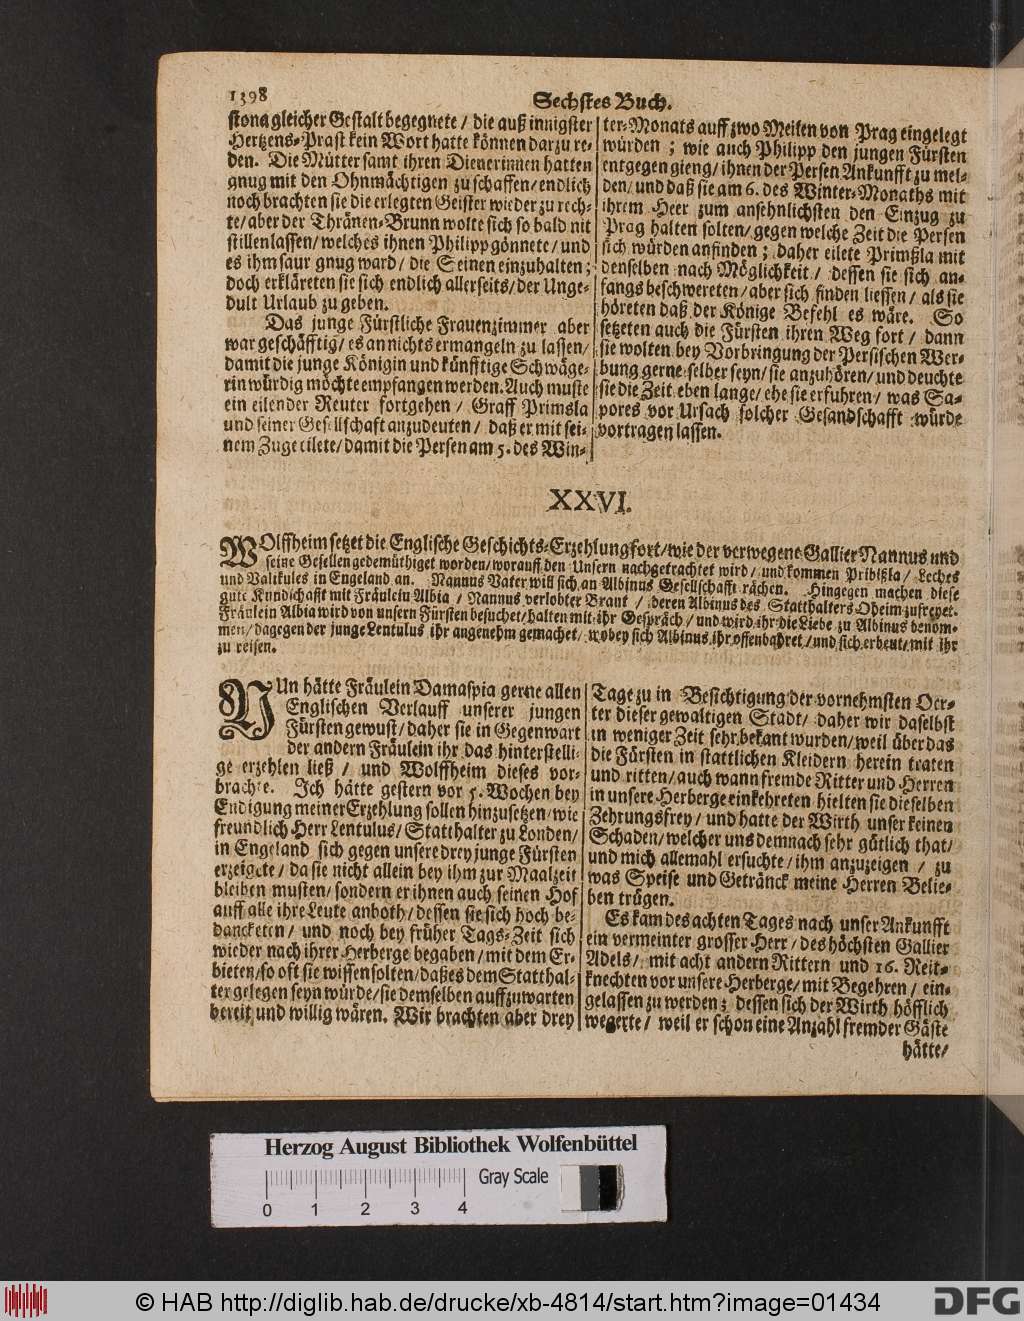 1398
Sechstes Buch.
stona gleicher Gestalt begegnete / die auß innigster
Hertzens-Prast kein Wort hatte können darzu re-
den. Die Mütter samt ihren Dienerinnen hatten
gnug mit den Ohnmächtigen zu schaffen / endlich
noch brachten sie die erlegten Geister wieder zu rech-
te / aber der Thränen-Brunn wolte sich so bald nit
stillen lassen / welches ihnen Philipp gönnete / und
es ihm saur gnug ward / die Seinen einzuhalten ;
doch erkläreten sie sich endlich allerseits / der Unge-
dult Urlaub zu geben.
Das junge Fürstliche Frauenzimmer aber
war geschäfftig / es an nichts ermangeln zu lassen /
damit die junge Königin und künfftige Schwäge-
rin würdig möchte empfangen werden. Auch muste
ein eilender Reuter fortgehen / Graff Primsla
und seiner Gesellschaft anzudeuten / daß er mit sei-
nem Zuge eilete / damit die Persen am 5. des Win-
ter-Monats auff zwo Meilen von Prag eingelegt
würden ; wie auch Philipp den jungen Fürsten
entgegen gieng / ihnen der Persen Ankunfft zu mel-
den / und daß sie am 6. des Winter-Monaths mit
ihrem Heer zum ansehnlichsten den Einzug zu
Prag halten solten / gegen welche Zeit die Persen
sich würden anfinden ; daher eilete Primßla mit
denselben nach Möglichkeit / dessen sie sich an-
fangs beschwereten / aber sich finden liessen / als sie
höreten daß der Könige Befehl es wäre. So
setzeten auch die Fürsten ihren Weg fort / dann
sie wolten bey Vorbringung der Persischen Wer-
bung gerne selber seyn / sie anzuhören / und deuchte
sie die Zeit eben lange / ehe sie erfuhren / was Sa-
pores vor Ursach solcher Gesandschafft würde
vortragen lassen.
XXVI.
WOlffheim setzet die Englische Geschichts-Erzehlung fort / wie der verwegene Gallier Nannus und
seine Gesellen gedemüthiget worden / worauff den Unsern nachgetrachtet wird / und kommen Pribißla / Leches
und Valikules in Engeland an. Nannus Vater will sich an Albinus Gesellschafft rächen. Hingegen machen diese
gute Kundschafft mit Fräulein Albia / Nannus verlobter Braut / deren Albinus des Statthalters Oheim zufreyet.
Fräulein Albia wird von unsern Fürsten besuchet / halten mit ihr Gespräch / und wird ihr die Liebe zu Albinus benom-
men / dagegen der junge Lentulus ihr angenehm gemachet / wobey sich Albinus ihr offenbahret / und sich erbeut / mit ihr
zu reisen.
NUn hätte Fräulein Damaspia gerne allen
Englischen Verlauff unserer jungen
Fürsten gewust / daher sie in Gegenwart
der andern Fräulein ihr das hinterstelli-
ge erzehlen ließ / und Wolffheim dieses vor-
brachte. Ich hätte gestern vor 5. Wochen bey
Endigung meiner Erzehlung sollen hinzusetzen / wie
freundlich Herr Lentulus / Statthalter zu Londen /
in Engeland sich gegen unsere drey junge Fürsten
erzeigete / da sie nicht allein bey ihm zur Maalzeit
bleiben musten / sondern er ihnen auch seinen Hof
auff alle ihre Leute anboth / dessen sie sich hoch be-
dancketen / und noch bey früher Tags-Zeit sich
wieder nach ihrer Herberge begaben / mit dem Er-
bieten / so oft sie wissen solten / daß es dem Statthal-
ter gelegen seyn würde / sie demselben auffzuwarten
bereit und willig wären. Wir brachten aber drey
Tage zu in Besichtigung der vornehmsten Oer-
ter dieser gewaltigen Stadt / daher wir daselbst
in weniger Zeit sehr bekant wurden / weil über das
die Fürsten in stattlichen Kleidern herein traten
und ritten / auch wann fremde Ritter und Herren
in unsere Herberge einkehreten hielten sie dieselben
Zehrungsfrey / und hatte der Wirth unser keinen
Schaden / welcher uns demnach sehr gütlich that /
und mich allemahl ersuchte / ihm anzuzeigen / zu
was Speise und Getränck meine Herren Belie-
ben trügen.
Es kam des achten Tages nach unser Ankunfft
ein vermeinter grosser Herr / des höchsten Gallier
Adels / mit acht andern Rittern und 16. Reit-
knechten vor unsere Herberge / mit Begehren / ein-
gelassen zu werden ; dessen sich der Wirth höfflich
wegerte / weil er schon eine Anzahl fremder Gäste
hätte /
Herzog August Bibliothek Wolfenbüttel
Gray Scale
0 1 2 3 4
© HAB http://diglib.hab.de/drucke/xb-4814/start.htm?image=01434
DFG